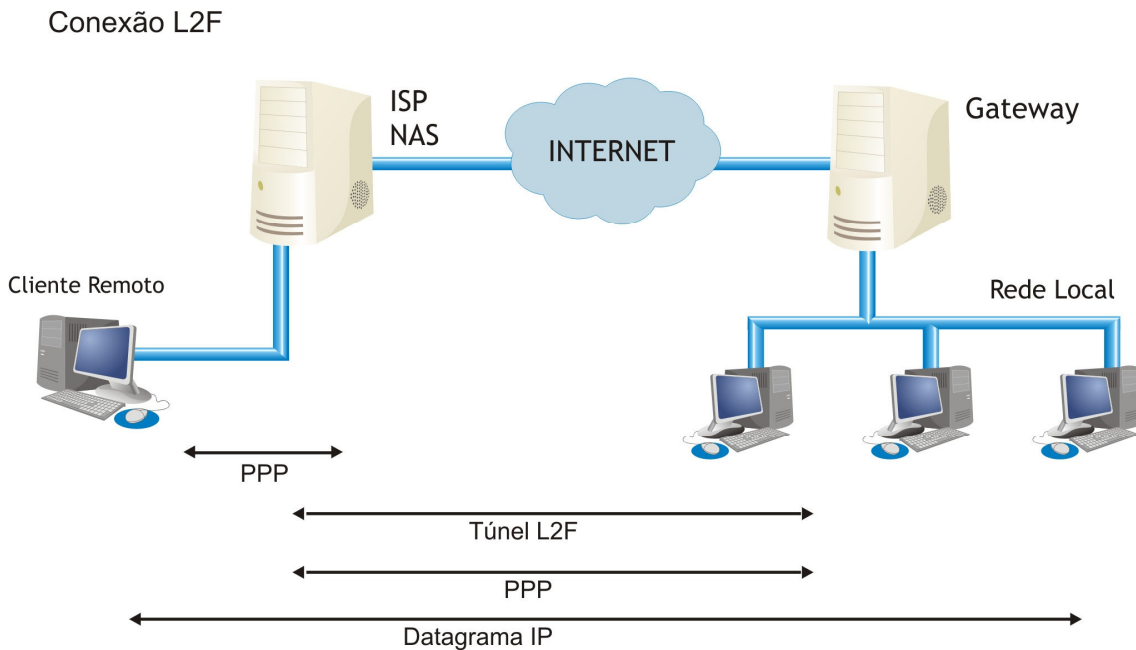 Conexão L2F
ISP
NAS
INTERNET
Gateway
Cliente Remoto
Rede Local
PPP
Túnel L2F
PPP
Datagrama IP